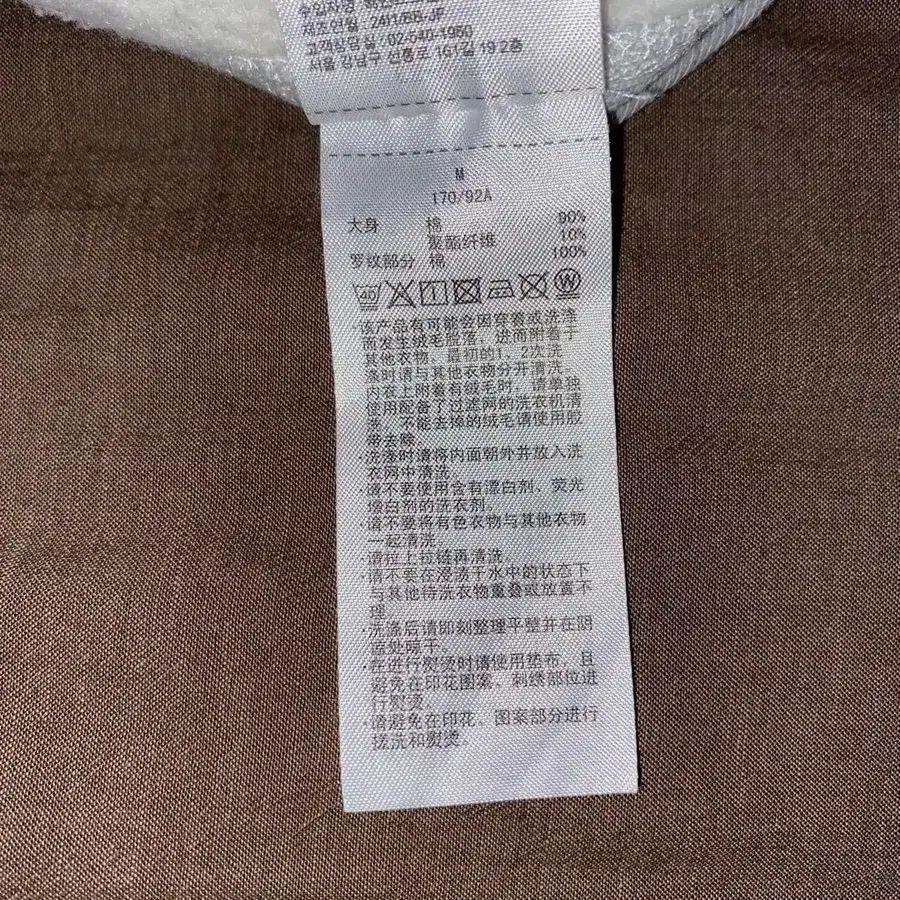 수입자명
제조연월 2411/BB-JF
고객상담실 02-540-1960
서울 강남구 선릉로 161길 19 2층
M
170/92A
大身 棉 90%
聚酯纤维 10%
罗纹部分 棉 100%
40 W
·该产品有可能会因穿着或洗涤
而发生绒毛脱落，进而附着于
其他衣物，最初的1、2次洗
涤时请与其他衣物分开清洗。
内衣上附着有绒毛时，请单独
使用配备了过滤网的洗衣机清
洗，不能去掉的绒毛请使用胶
带去除。
·洗涤时请将内面朝外并放入洗
衣网中清洗。
·请不要使用含有漂白剂、荧光
增白剂的洗衣剂。
·请不要将有色衣物与其他衣物
一起清洗。
·请拉上拉链再清洗。
·请不要在浸渍于水中的状态下
与其他待洗衣物重叠或放置不
理。
·洗涤后请即刻整理平整并在阴
凉处晾干。
·在进行熨烫时请使用垫布，且
避免在印花图案、刺绣部位进
行熨烫。
·请避免在印花、图案部分进行
搓洗和熨烫。